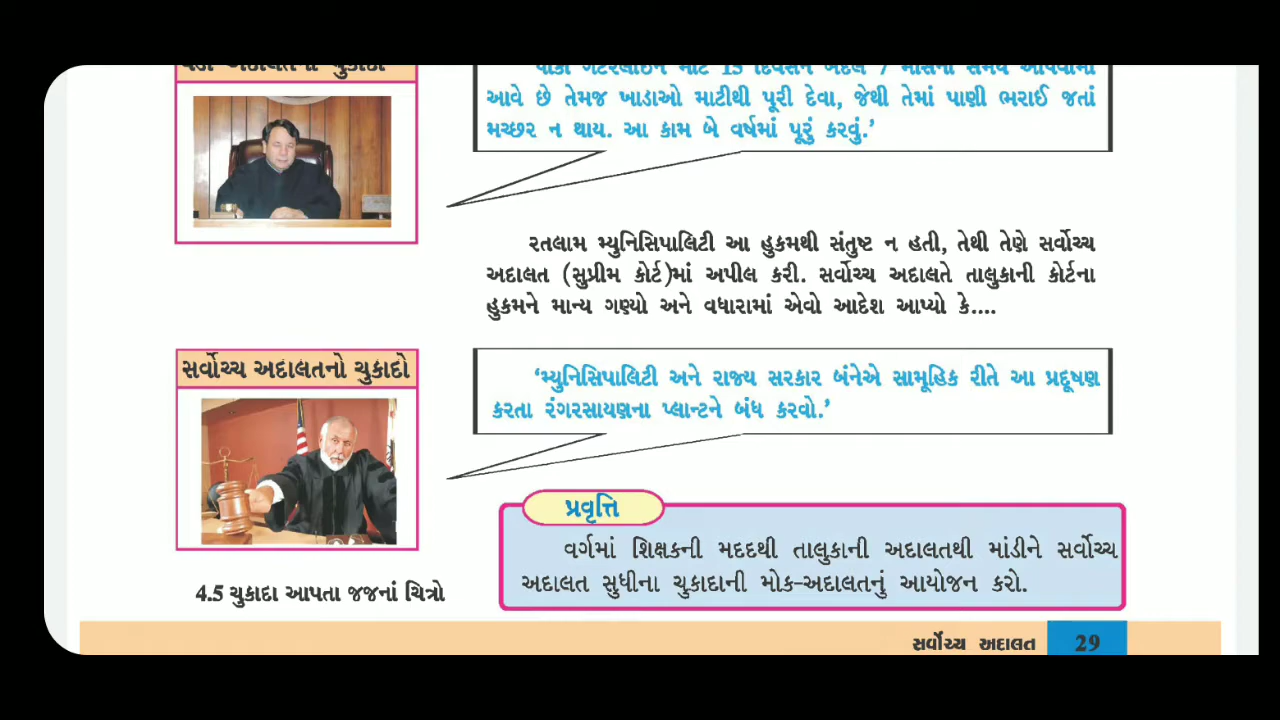 આવે છે તેમજ ખાડાઓ માટીથી પૂરી દેવા, જેથી તેમાં પાણી ભરાઈ જતાં
મચ્છર ન થાય. આ કામ બે વર્ષમાં પૂરું કરવું.’
રતલામ મ્યુનિસિપાલિટી આ હુકમથી સંતુષ્ટ ન હતી, તેથી તેણે સર્વોચ્ચ
અદાલત (સુપ્રીમ કોર્ટ)માં અપીલ કરી. સર્વોચ્ચ અદાલતે તાલુકાની કોર્ટના
હુકમને માન્ય ગણ્યો અને વધારામાં એવો આદેશ આપ્યો કે....
સર્વોચ્ચ અદાલતનો ચુકાદો
‘મ્યુનિસિપાલિટી અને રાજ્ય સરકાર બંનેએ સામૂહિક રીતે આ પ્રદૂષણ
કરતા રંગરસાયણના પ્લાન્ટને બંધ કરવો.’
પ્રવૃત્તિ
વર્ગમાં શિક્ષકની મદદથી તાલુકાની અદાલતથી માંડીને સર્વોચ્ચ
અદાલત સુધીના ચુકાદાની મોક-અદાલતનું આયોજન કરો.
4.5 ચુકાદા આપતા જજનાં ચિત્રો
સર્વોચ્ચ અદાલત 29